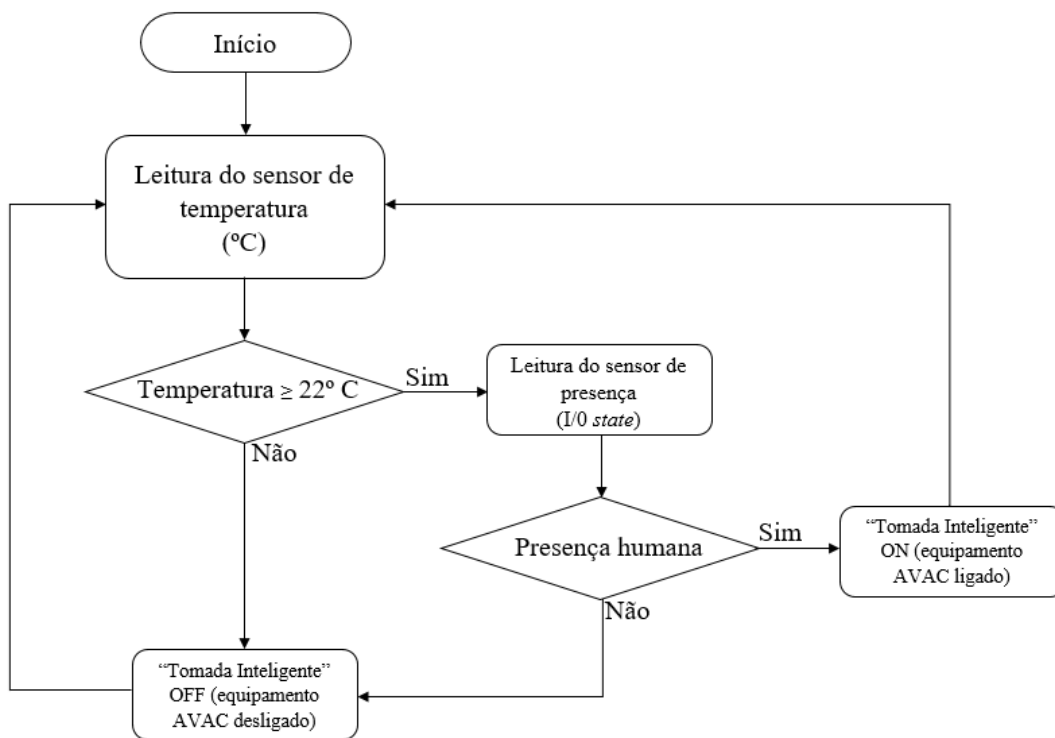 Início
Leitura do sensor de
temperatura
(ºC)
Temperatura ≥ 22º C
Sim
Leitura do sensor de
presença
(I/0 state)
Não
Presença humana
Sim
“Tomada Inteligente”
ON (equipamento
AVAC ligado)
Não
“Tomada Inteligente”
OFF (equipamento
AVAC desligado)